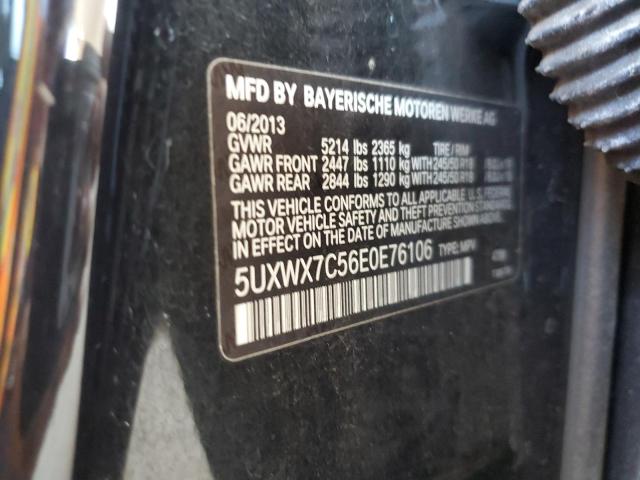 MFD BY BAYERISCHE MOTOREN WERKE AG
06/2013
GVWR 5214 lbs 2365 kg TIRE / RIM
GAWR FRONT 2447 lbs 1110 kg WITH 245/50 R18
GAWR REAR 2844 lbs 1290 kg WITH 245/50 R18
THIS VEHICLE CONFORMS TO ALL APPLICABLE U.S. FEDERAL
MOTOR VEHICLE SAFETY AND THEFT PREVENTION STANDARDS
IN EFFECT ON THE DATE OF MANUFACTURE SHOWN ABOVE.
5UXWX7C56E0E76106 TYPE: MPV